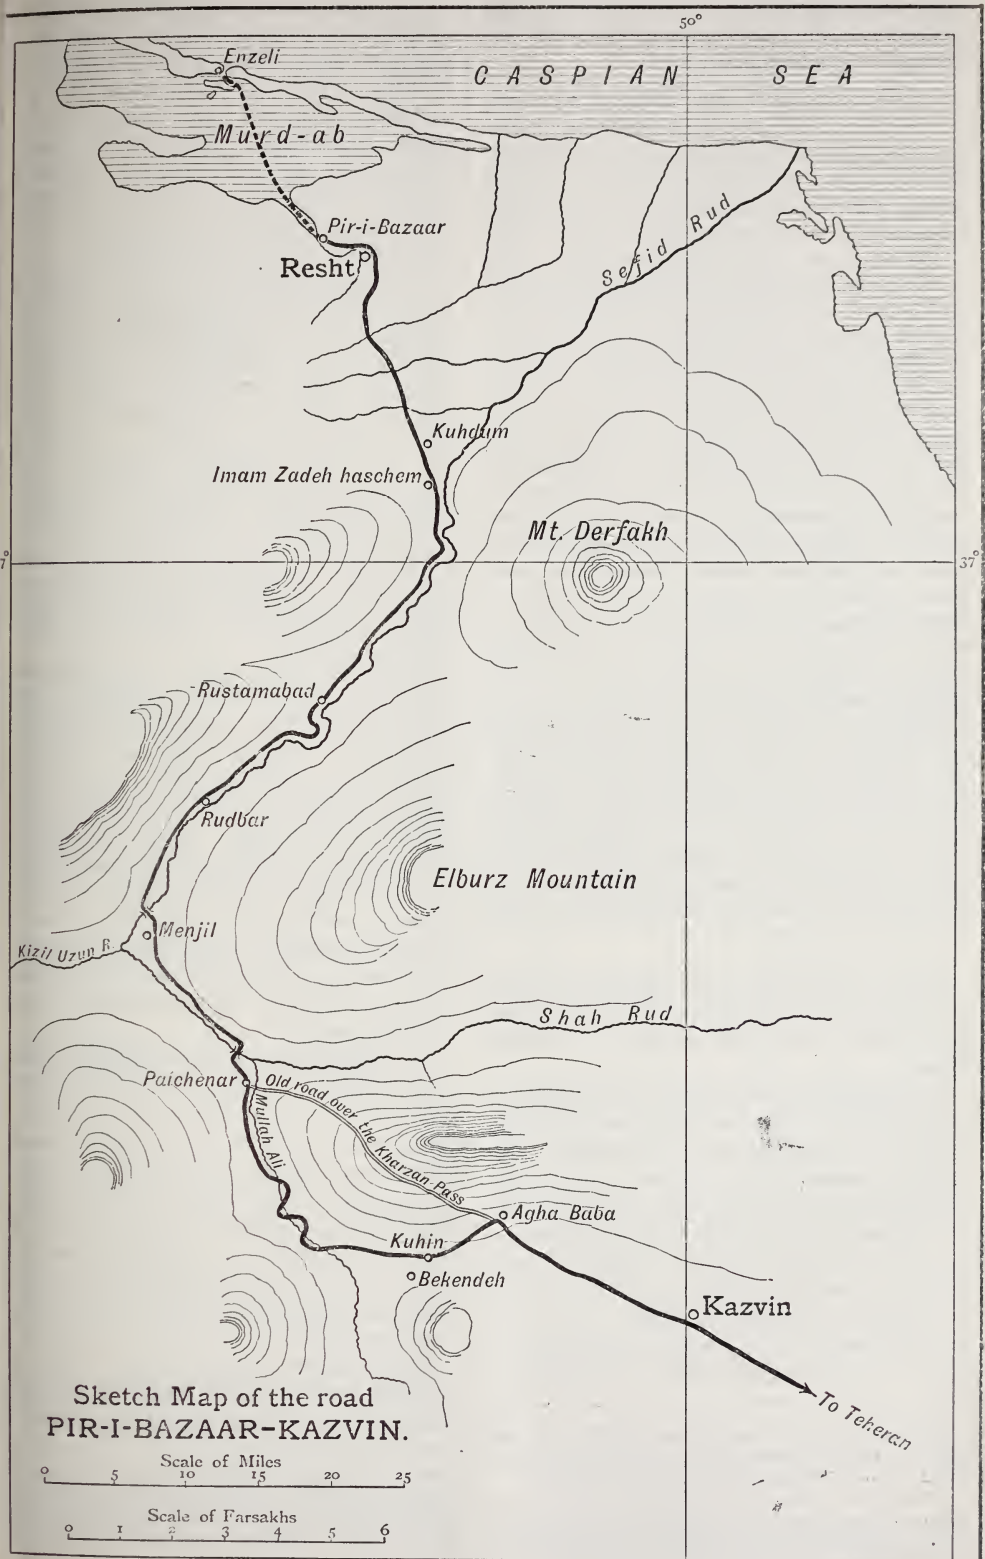 50°
Enzeli
CASPIAN SEA
Murd-ab
Pir-i-Bazaar
Resht
Sefid Rud
Kuhdum
Imam Zadeh haschem
Mt. Derfakh
7°
37°
Rustamabad
Rudbar
Elburz Mountain
Menjil
Kizil Uzun R.
Shah Rud
Paichenar
Old road over the Kharzan-Pass
Mullah Ali
Agha Baba
Kuhin
Bekendeh
Kazvin
To Teheran
Sketch Map of the road
PIR-I-BAZAAR-KAZVIN.
Scale of Miles
0 5 10 15 20 25
Scale of Farsakhs
0 1 2 3 4 5 6